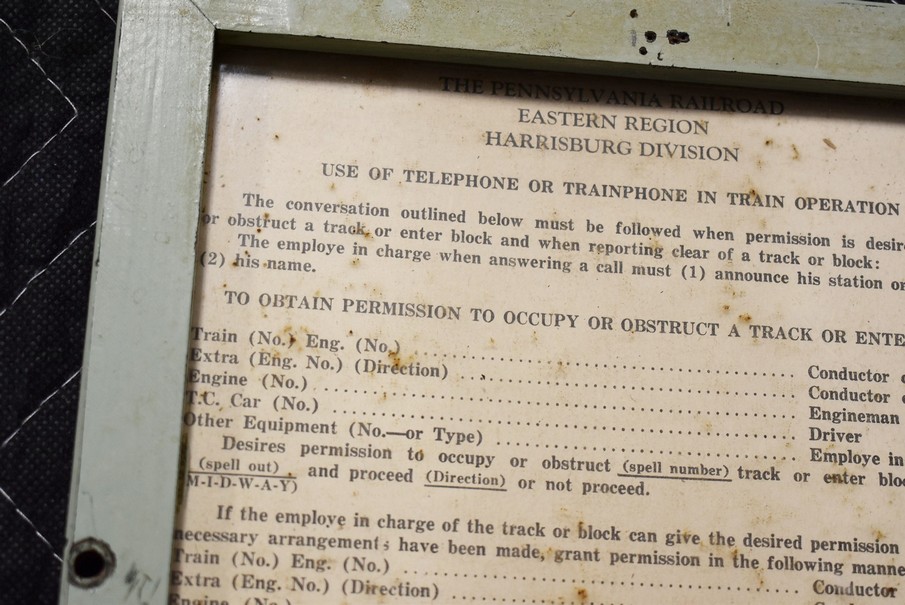 THE PENNSYLVANIA RAILROAD
EASTERN REGION
HARRISBURG DIVISION
USE OF TELEPHONE OR TRAINPHONE IN TRAIN OPERATION
The conversation outlined below must be followed when permission is desir
or obstruct a track or enter block and when reporting clear of a track or block:
The employe in charge when answering a call must (1) announce his station or
(2) his name.
TO OBTAIN PERMISSION TO OCCUPY OR OBSTRUCT A TRACK OR ENTE
Train (No.) Eng. (No.) .......... Conductor
Extra (Eng. No.) (Direction) .......... Conductor
Engine (No.) .......... Engineman
T.C. Car (No.) .......... Driver
Other Equipment (No.—or Type) .......... Employe in
Desires permission to occupy or obstruct (spell number) track or enter bloc
(spell out) and proceed (Direction) or not proceed.
M-I-D-W-A-Y)
If the employe in charge of the track or block can give the desired permission
necessary arrangements have been made, grant permission in the following manne
Train (No.) Eng. (No.) ..........
Extra (Eng. No.) (Direction) .......... Conductor
Engine (No.)